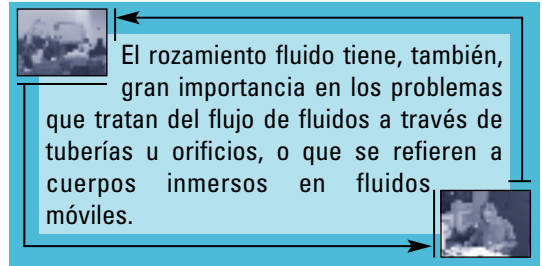 El rozamiento fluido tiene, también,
gran importancia en los problemas
que tratan del flujo de fluidos a través de
tuberías u orificios, o que se refieren a
cuerpos inmersos en fluidos
móviles.